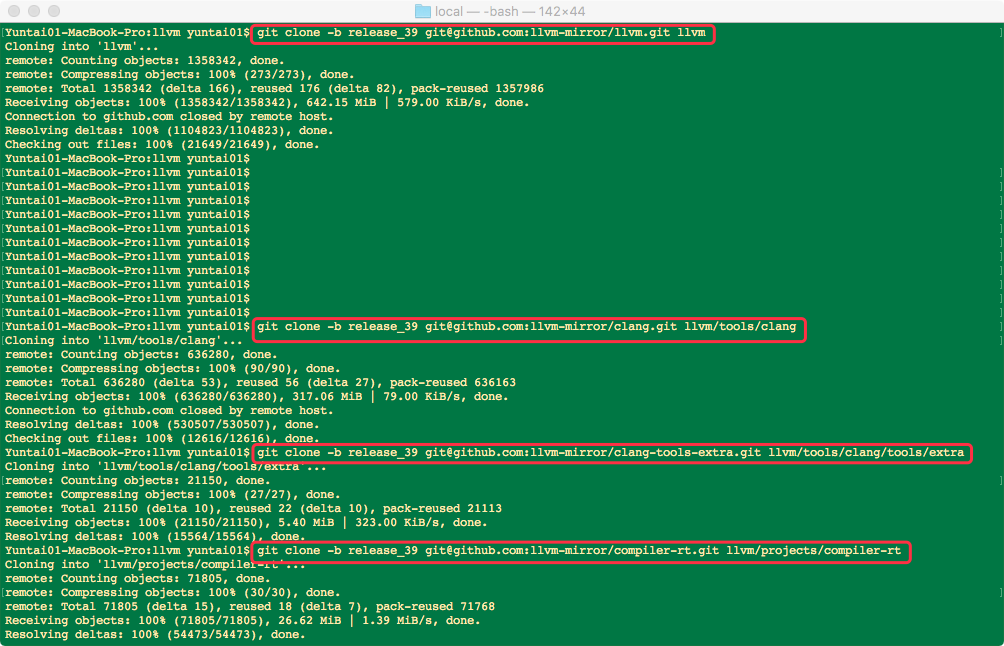 local — -bash — 142×44
Yuntai01-MacBook-Pro:llvm yuntai01$ git clone -b release_39 git@github.com:llvm-mirror/llvm.git llvm
Cloning into 'llvm'...
remote: Counting objects: 1358342, done.
remote: Compressing objects: 100% (273/273), done.
remote: Total 1358342 (delta 166), reused 176 (delta 82), pack-reused 1357986
Receiving objects: 100% (1358342/1358342), 642.15 MiB | 579.00 KiB/s, done.
Connection to github.com closed by remote host.
Resolving deltas: 100% (1104823/1104823), done.
Checking out files: 100% (21649/21649), done.
Yuntai01-MacBook-Pro:llvm yuntai01$
Yuntai01-MacBook-Pro:llvm yuntai01$
Yuntai01-MacBook-Pro:llvm yuntai01$
Yuntai01-MacBook-Pro:llvm yuntai01$
Yuntai01-MacBook-Pro:llvm yuntai01$
Yuntai01-MacBook-Pro:llvm yuntai01$
Yuntai01-MacBook-Pro:llvm yuntai01$
Yuntai01-MacBook-Pro:llvm yuntai01$
Yuntai01-MacBook-Pro:llvm yuntai01$
Yuntai01-MacBook-Pro:llvm yuntai01$
Yuntai01-MacBook-Pro:llvm yuntai01$
Yuntai01-MacBook-Pro:llvm yuntai01$
Yuntai01-MacBook-Pro:llvm yuntai01$ git clone -b release_39 git@github.com:llvm-mirror/clang.git llvm/tools/clang
Cloning into 'llvm/tools/clang'...
remote: Counting objects: 636280, done.
remote: Compressing objects: 100% (90/90), done.
remote: Total 636280 (delta 53), reused 56 (delta 27), pack-reused 636163
Receiving objects: 100% (636280/636280), 317.06 MiB | 79.00 KiB/s, done.
Connection to github.com closed by remote host.
Resolving deltas: 100% (530507/530507), done.
Checking out files: 100% (12616/12616), done.
Yuntai01-MacBook-Pro:llvm yuntai01$ git clone -b release_39 git@github.com:llvm-mirror/clang-tools-extra.git llvm/tools/clang/tools/extra
Cloning into 'llvm/tools/clang/tools/extra'...
remote: Counting objects: 21150, done.
remote: Compressing objects: 100% (27/27), done.
remote: Total 21150 (delta 10), reused 22 (delta 10), pack-reused 21113
Receiving objects: 100% (21150/21150), 5.40 MiB | 323.00 KiB/s, done.
Resolving deltas: 100% (15564/15564), done.
Yuntai01-MacBook-Pro:llvm yuntai01$ git clone -b release_39 git@github.com:llvm-mirror/compiler-rt.git llvm/projects/compiler-rt
Cloning into 'llvm/projects/compiler-rt'...
remote: Counting objects: 71805, done.
remote: Compressing objects: 100% (30/30), done.
remote: Total 71805 (delta 15), reused 18 (delta 7), pack-reused 71768
Receiving objects: 100% (71805/71805), 26.62 MiB | 1.39 MiB/s, done.
Resolving deltas: 100% (54473/54473), done.